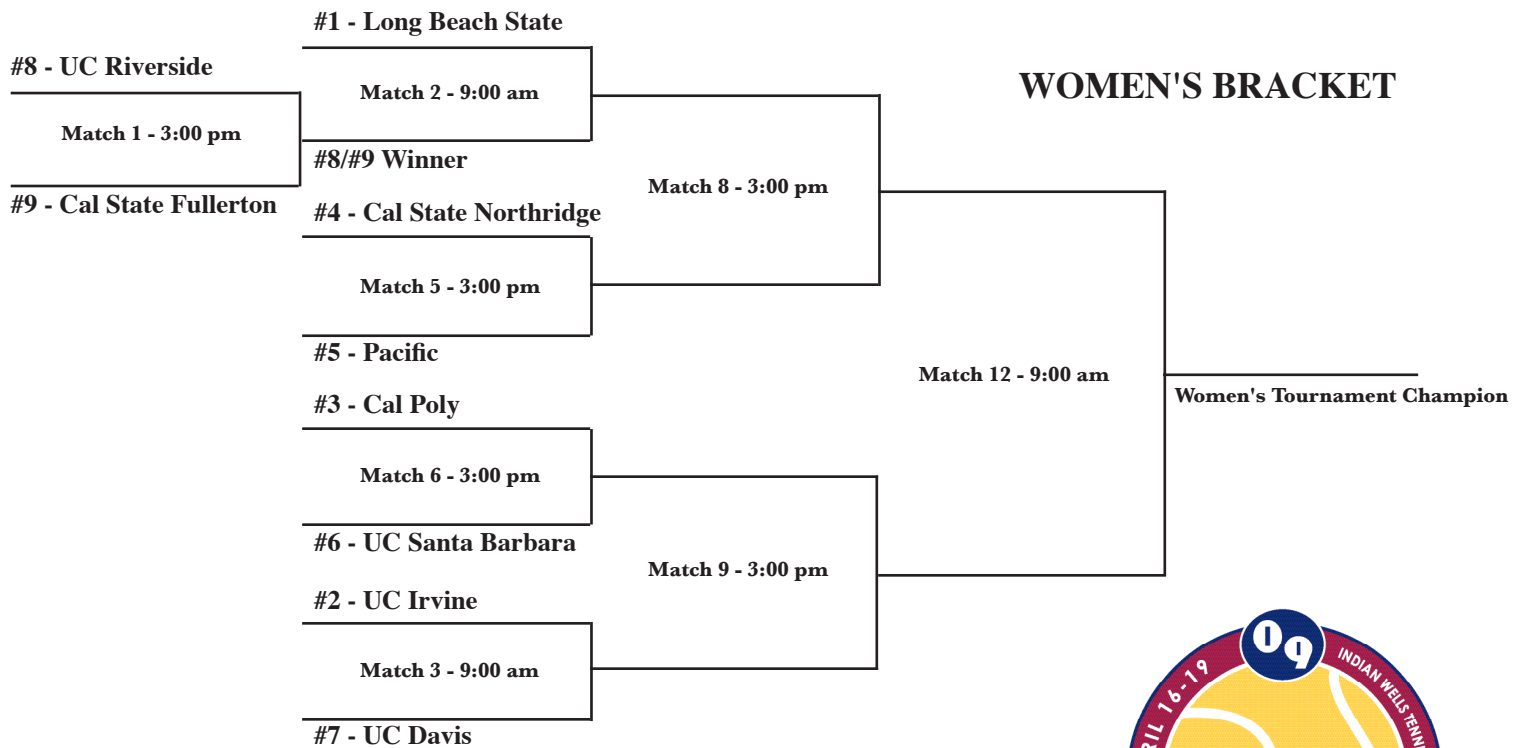 #1 - Long Beach State
#8 - UC Riverside
WOMEN'S BRACKET
Match 2 - 9:00 am
Match 1 - 3:00 pm
#8/#9 Winner
Match 8 - 3:00 pm
#9 - Cal State Fullerton
#4 - Cal State Northridge
Match 5 - 3:00 pm
#5 - Pacific
Match 12 - 9:00 am
Women's Tournament Champion
#3 - Cal Poly
Match 6 - 3:00 pm
#6 - UC Santa Barbara
Match 9 - 3:00 pm
#2 - UC Irvine
Match 3 - 9:00 am
#7 - UC Davis
09
16-19
INDIAN WELLS